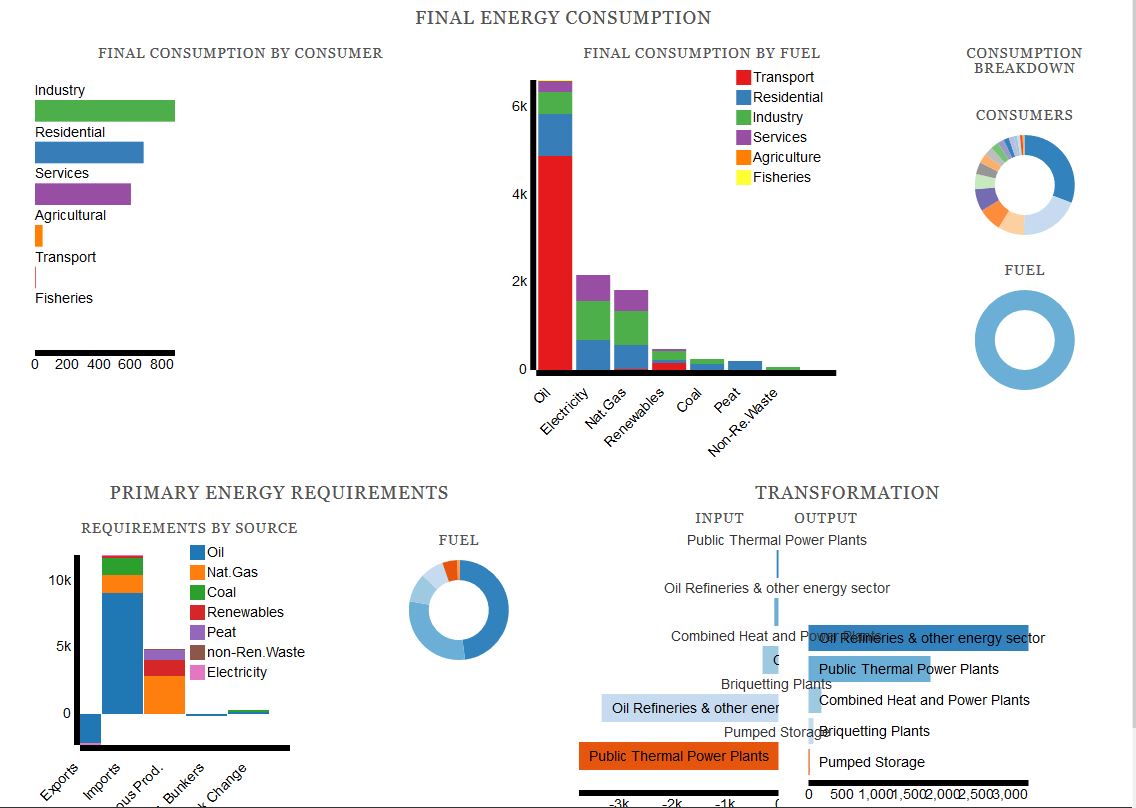 FINAL ENERGY CONSUMPTION
FINAL CONSUMPTION BY CONSUMER
Industry
Residential
Services
Agricultural
Transport
Fisheries
0 200 400 600 800
FINAL CONSUMPTION BY FUEL
Transport
Residential
Industry
Services
Agriculture
Fisheries
6k
4k
2k
0
Oil
Electricity
Nat.Gas
Renewables
Coal
Peat
Non-Re.Waste
CONSUMPTION
BREAKDOWN
CONSUMERS
FUEL
PRIMARY ENERGY REQUIREMENTS
REQUIREMENTS BY SOURCE
Oil
Nat.Gas
Coal
Renewables
Peat
non-Ren.Waste
Electricity
10k
5k
0
Exports
Imports
ous Prod.
. Bunkers
k Change
FUEL
TRANSFORMATION
INPUT OUTPUT
Public Thermal Power Plants
Oil Refineries & other energy sector
Combined Heat and Power Plants
Briquetting Plants
Oil Refineries & other ener
Pumped Storage
Public Thermal Power Plants
-3k -2k -1k
Oil Refineries & other energy sector
Public Thermal Power Plants
Combined Heat and Power Plants
Briquetting Plants
Pumped Storage
0 500 1,000 1,500 2,000 2,500 3,000